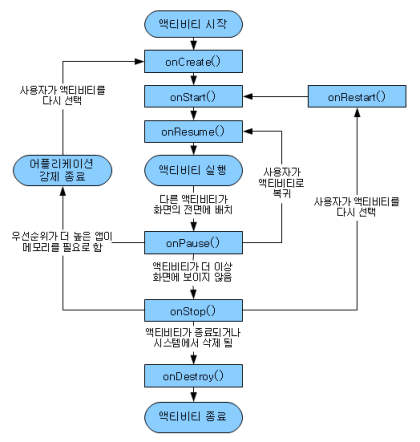 액티비티 시작
onCreate()
사용자가 액티비티를
다시 선택
onStart()
onRestart()
onResume()
어플리케이션
강제 종료
액티비티 실행
사용자가
액티비티로
복귀
다른 액티비티가
화면의 전면에 배치
사용자가 액티비티를
다시 선택
우선순위가 더 높은 앱이
메모리를 필요로 함
onPause()
액티비티가 더 이상
화면에 보이지 않음
onStop()
액티비티가 종료되거나
시스템에서 삭제 될
onDestroy()
액티비티 종료